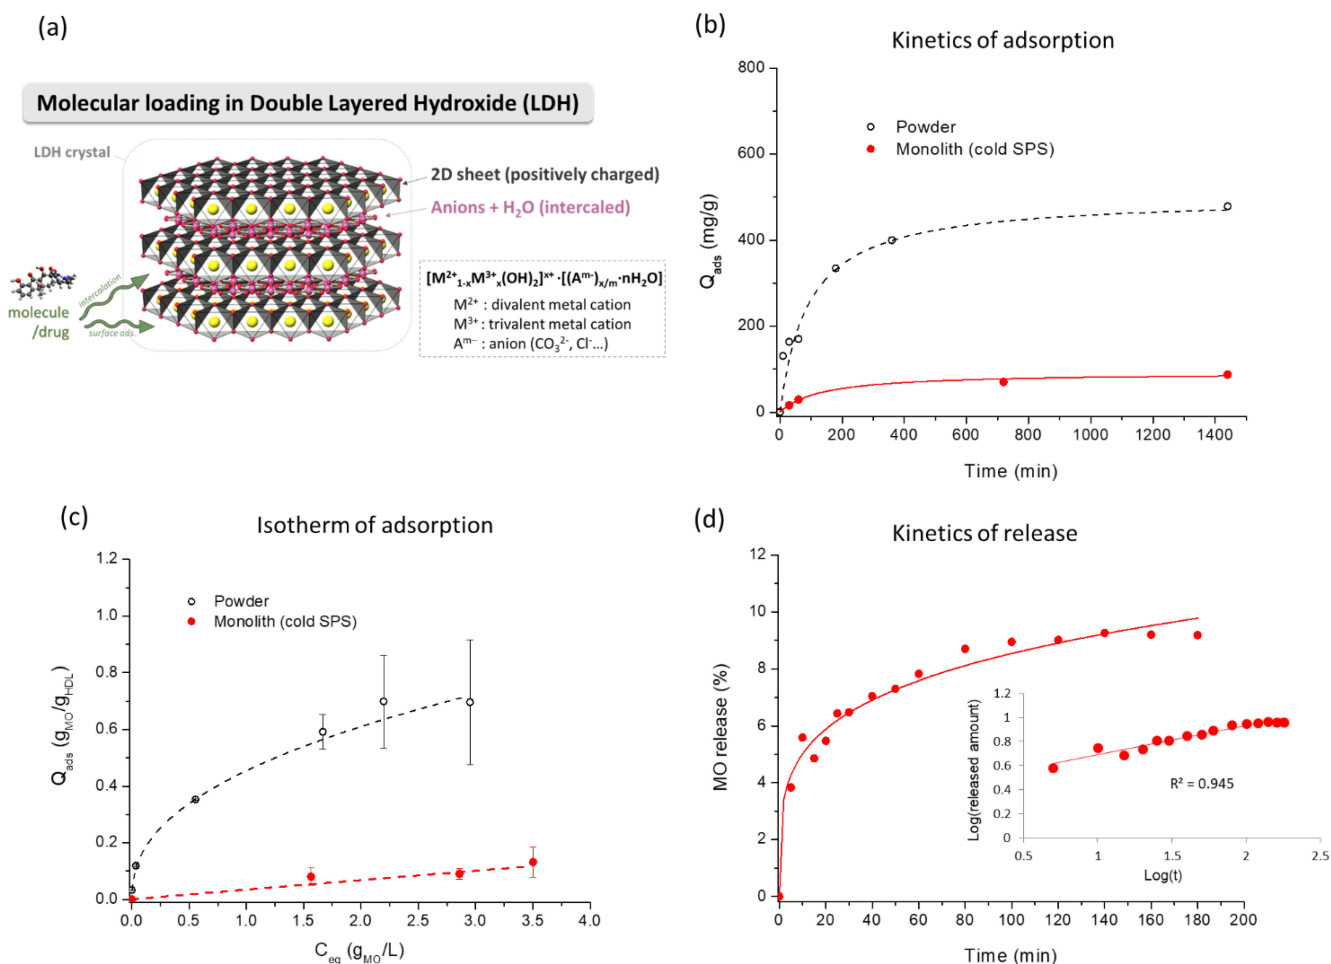 (a)
Molecular loading in Double Layered Hydroxide (LDH)
LDH crystal
2D sheet (positively charged)
Anions + H₂O (intercaled)
intercalation
molecule
/drug
surface ads.
[M²⁺₁₋ₓM³⁺ₓ(OH)₂]ˣ⁺·[(Aᵐ⁻)ₓ/ₘ·nH₂O]
M²⁺ : divalent metal cation
M³⁺ : trivalent metal cation
Aᵐ⁻ : anion (CO₃²⁻, Cl⁻...)
(b)
Kinetics of adsorption
800
600
400
200
0
Q_ads (mg/g)
Powder
Monolith (cold SPS)
0 200 400 600 800 1000 1200 1400
Time (min)
(c)
Isotherm of adsorption
1.2
1.0
0.8
0.6
0.4
0.2
0.0
Q_ads (g_MO/g_HDL)
Powder
Monolith (cold SPS)
0.0 0.5 1.0 1.5 2.0 2.5 3.0 3.5 4.0
C_eq (g_MO/L)
(d)
Kinetics of release
12
10
8
6
4
2
0
MO release (%)
0 20 40 60 80 100 120 140 160 180 200
Time (min)
1.2
1
0.8
0.6
0.4
0.2
0
Log(released amount)
R² = 0.945
0.5 1 1.5 2 2.5
Log(t)